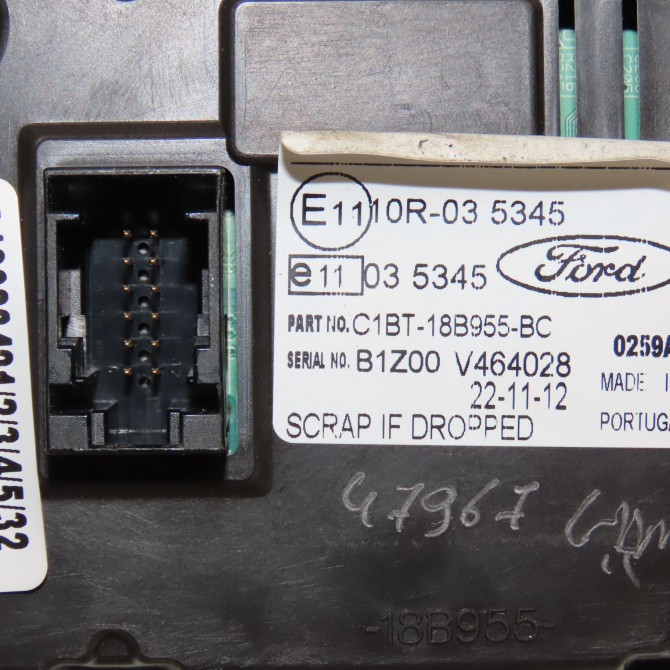 E11 10R-03 5345
e11 03 5345
Ford
PART NO. C1BT-18B955-BC
0259A
SERIAL NO. B1Z00 V464028
22-11-12
MADE I
PORTUGA
SCRAP IF DROPPED
47967
-18B955-